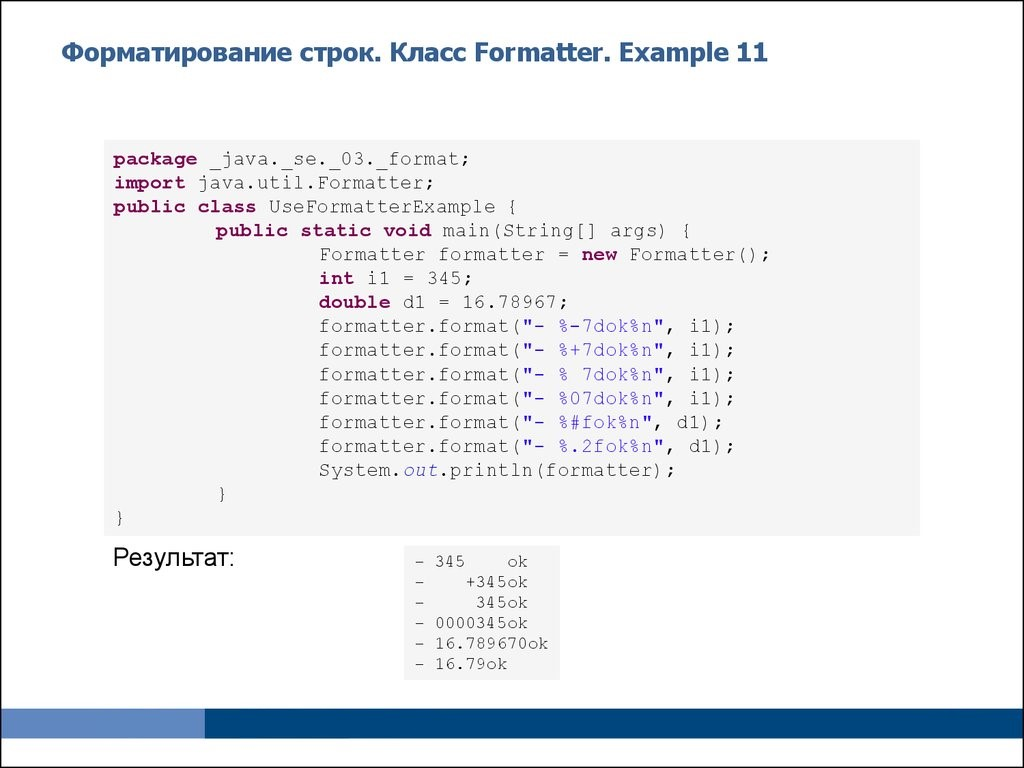 Форматирование строк. Класс Formatter. Example 11
package _java._se._03._format;
import java.util.Formatter;
public class UseFormatterExample {
public static void main(String[] args) {
Formatter formatter = new Formatter();
int i1 = 345;
double d1 = 16.78967;
formatter.format("- %-7dok%n", i1);
formatter.format("- %+7dok%n", i1);
formatter.format("- % 7dok%n", i1);
formatter.format("- %07dok%n", i1);
formatter.format("- %#fok%n", d1);
formatter.format("- %.2fok%n", d1);
System.out.println(formatter);
}
}
Результат:
- 345    ok
-    +345ok
-     345ok
- 0000345ok
- 16.789670ok
- 16.79ok